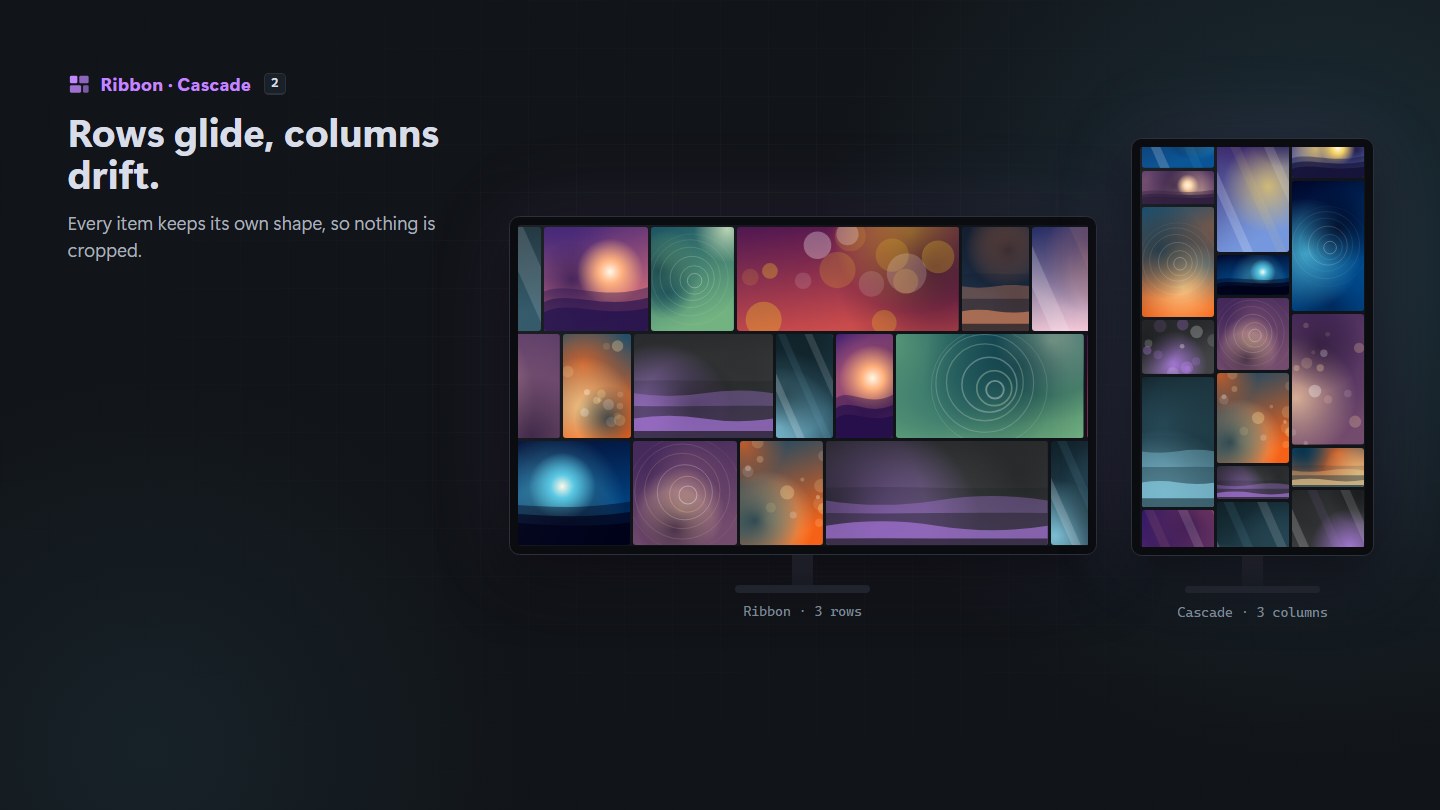 Ribbon · Cascade 2
Rows glide, columns
drift.
Every item keeps its own shape, so nothing is
cropped.
Ribbon · 3 rows
Cascade · 3 columns